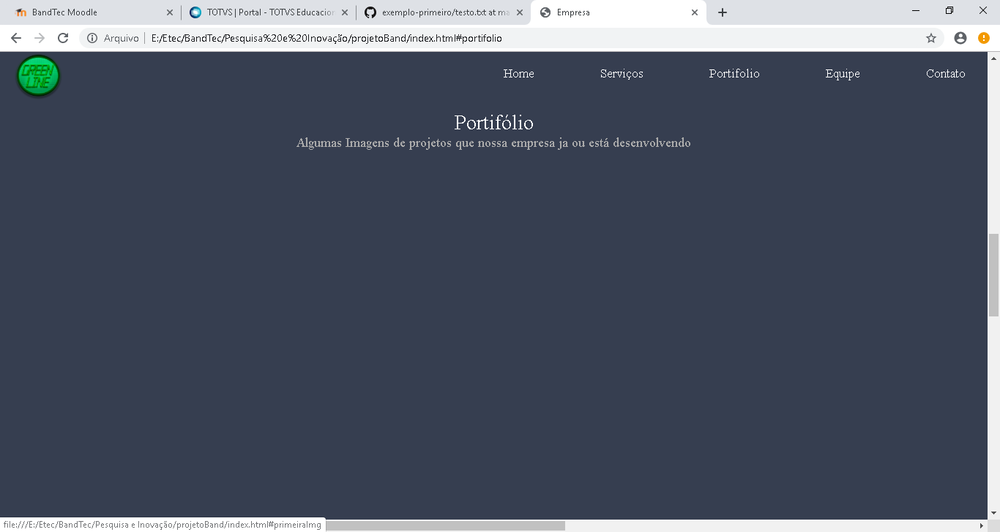 BandTec Moodle
TOTVS | Portal - TOTVS Educacion
exemplo-primeiro/testo.txt at ma
Empresa
Arquivo
E:/Etec/BandTec/Pesquisa%20e%20Inovação/projetoBand/index.html#portifolio
GREEN
LINE
Home
Serviços
Portifolio
Equipe
Contato
Portifólio
Algumas Imagens de projetos que nossa empresa ja ou está desenvolvendo
file:///E:/Etec/BandTec/Pesquisa e Inovação/projetoBand/index.html#primeiraImg